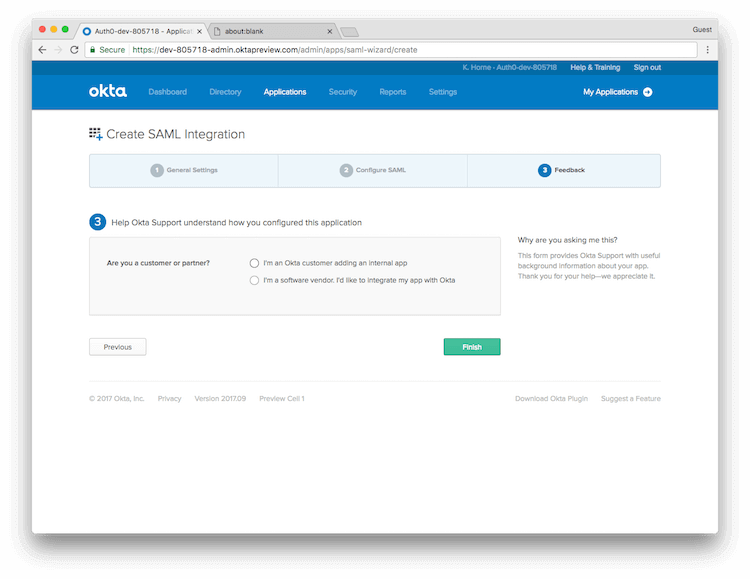 Auth0-dev-805718 - Applicat
about:blank
Guest
Secure https://dev-805718-admin.oktapreview.com/admin/apps/saml-wizard/create
K. Home - Auth0-dev-805718 Help & Training Sign out
okta Dashboard Directory Applications Security Reports Settings My Applications
Create SAML Integration
1 General Settings 2 Configure SAML 3 Feedback
3 Help Okta Support understand how you configured this application
Are you a customer or partner?
I'm an Okta customer adding an internal app
I'm a software vendor. I'd like to integrate my app with Okta
Why are you asking me this?
This form provides Okta Support with useful
background information about your app.
Thank you for your help—we appreciate it.
Previous
Finish
© 2017 Okta, Inc. Privacy Version 2017.09 Preview Cell 1 Download Okta Plugin Suggest a Feature